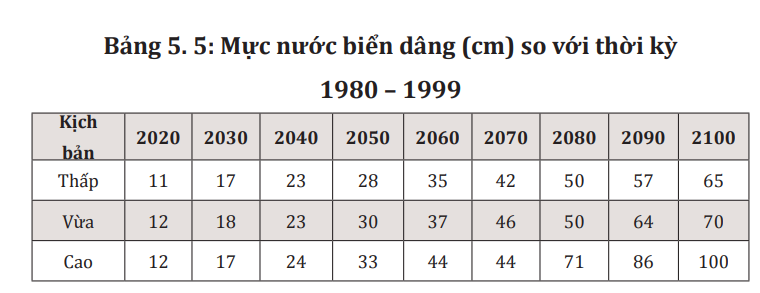 Bảng 5. 5: Mực nước biển dâng (cm) so với thời kỳ
1980 – 1999
Kịch bản 2020 2030 2040 2050 2060 2070 2080 2090 2100
Thấp 11 17 23 28 35 42 50 57 65
Vừa 12 18 23 30 37 46 50 64 70
Cao 12 17 24 33 44 44 71 86 100